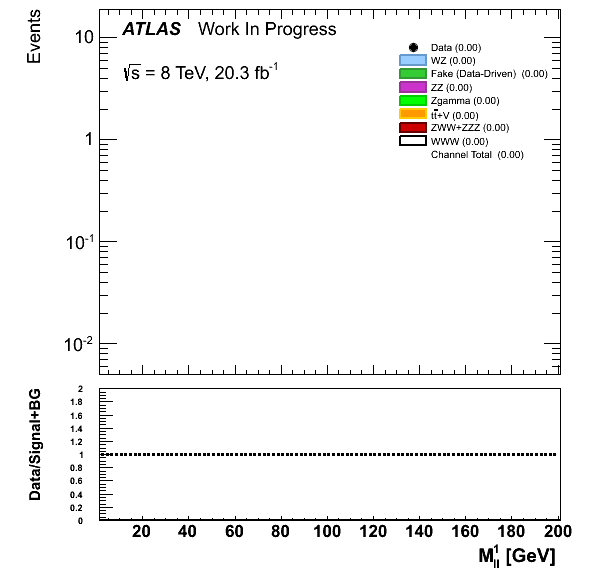 Events
10
1
10-1
10-2
ATLAS Work In Progress
√s = 8 TeV, 20.3 fb-1
Data (0.00)
WZ (0.00)
Fake (Data-Driven) (0.00)
ZZ (0.00)
Zgamma (0.00)
tt̄+V (0.00)
ZWW+ZZZ (0.00)
WWW (0.00)
Channel Total (0.00)
Data/Signal+BG
2
1.8
1.6
1.4
1.2
1
0.8
0.6
0.4
0.2
0
20 40 60 80 100 120 140 160 180 200
M1ll [GeV]